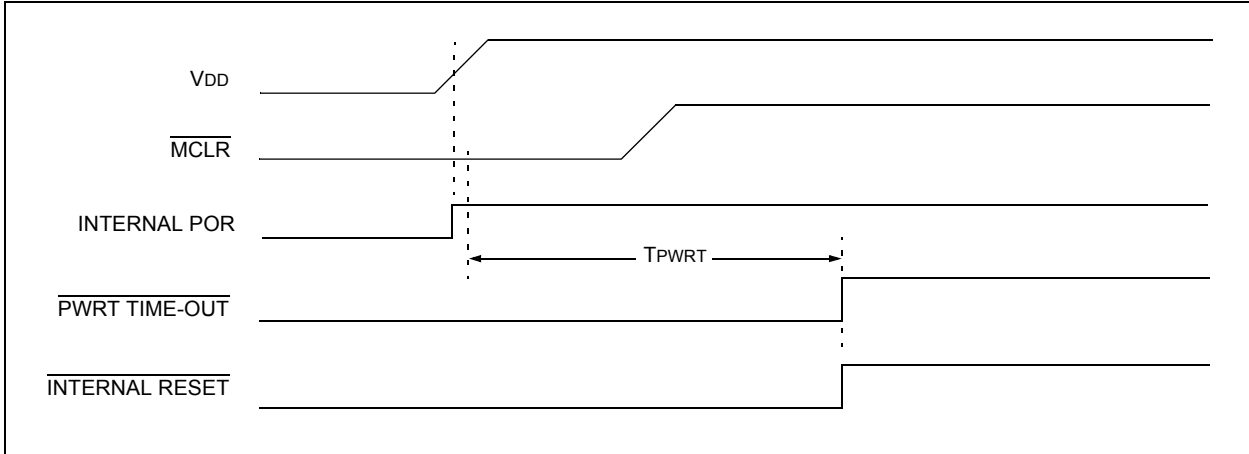 VDD
MCLR
INTERNAL POR
TPWRT
PWRT TIME-OUT
INTERNAL RESET